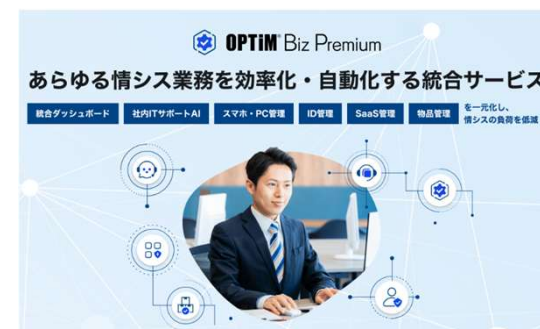 OPTiM Biz Premium
あらゆる情シス業務を効率化・自動化する統合サービス
統合ダッシュボード 社内ITサポートAI スマホ・PC管理 ID管理 SaaS管理 物品管理 を一元化し、
情シスの負荷を低減